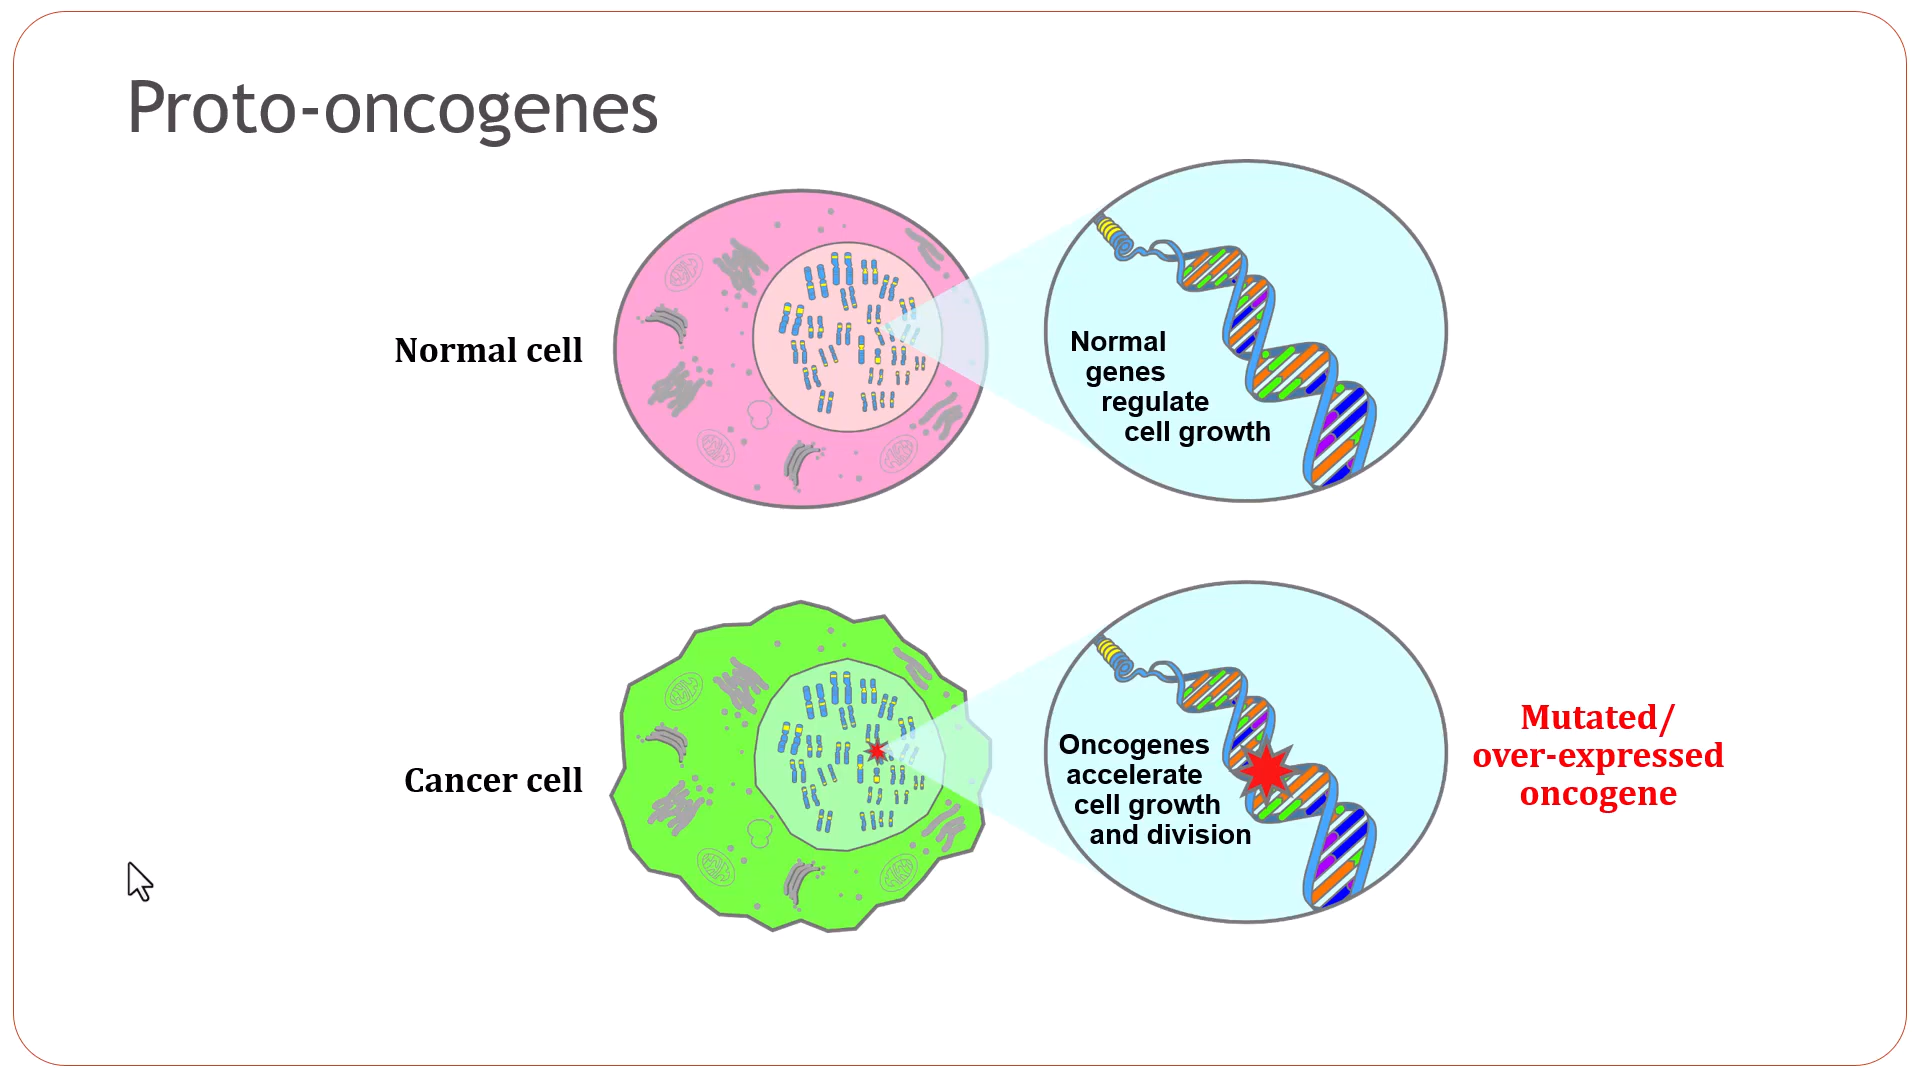 Proto-oncogenes
Normal cell
Normal
genes
regulate
cell growth
Cancer cell
Oncogenes
accelerate
cell growth
and division
Mutated/
over-expressed
oncogene